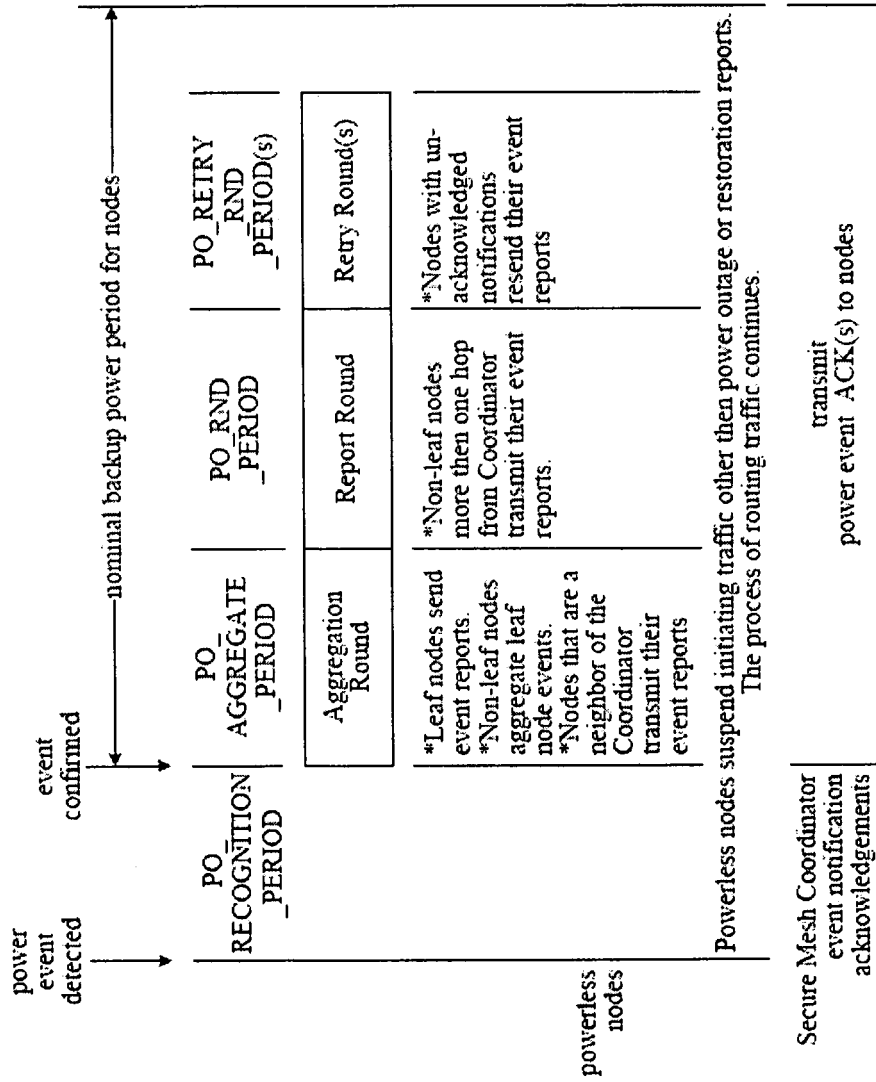 power
event
detected
event
confirmed
nominal backup power period for nodes
PO_
RECOGNITION
_PERIOD
PO_
AGGREGATE
_PERIOD
PO_RND
_PERIOD
PO_RETRY
_RND
_PERIOD(s)
Aggregation
Round
Report Round
Retry Round(s)
powerless
nodes
*Leaf nodes send
event reports.
*Non-leaf nodes
aggregate leaf
node events.
*Nodes that are a
neighbor of the
Coordinator
transmit their
event reports
*Non-leaf nodes
more then one hop
from Coordinator
transmit their event
reports.
*Nodes with un-
acknowledged
notifications
resend their event
reports
Powerless nodes suspend initiating traffic other then power outage or restoration reports.
The process of routing traffic continues.
Secure Mesh Coordinator
event notification
acknowledgements
transmit
power event ACK(s) to nodes